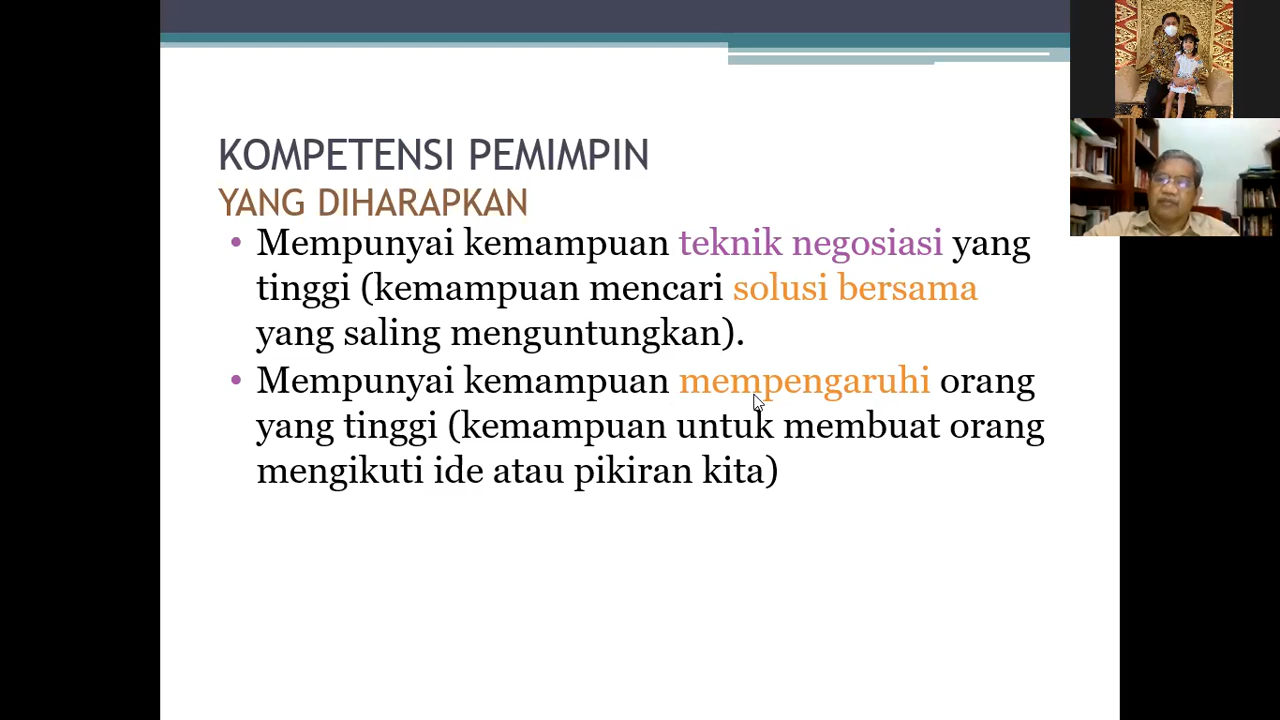 KOMPETENSI PEMIMPIN
YANG DIHARAPKAN
• Mempunyai kemampuan teknik negosiasi yang
tinggi (kemampuan mencari solusi bersama
yang saling menguntungkan).
• Mempunyai kemampuan mempengaruhi orang
yang tinggi (kemampuan untuk membuat orang
mengikuti ide atau pikiran kita)